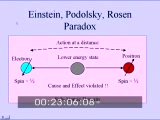 Einstein, Podolsky, Rosen
Paradox
Action at a distance
Electron
Lower energy state
Positron
Spin = ½
Spin = ½
Cause and Effect violated !!
00:23:06:08